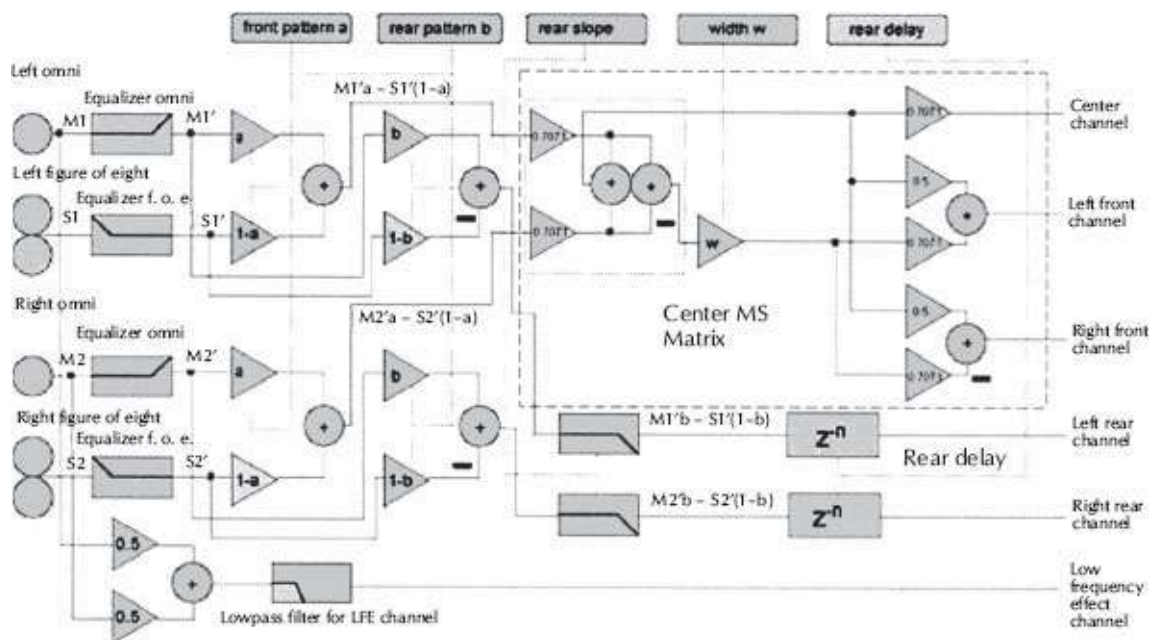 front pattern a
rear pattern b
rear slope
width w
rear delay
Left omni
Equalizer omni
M1
M1'
a
M1'a – S1'(1–a)
b
0.7071
0.7071
Center
channel
Left figure of eight
Equalizer f. o. e.
S1
S1'
1-a
1-b
+
+
+
w
0.5
0.7071
Left front
channel
Right omni
Equalizer omni
M2
M2'
a
M2'a – S2'(1–a)
b
0.7071
Center MS
Matrix
0.5
0.7071
+
Right front
channel
Right figure of eight
Equalizer f. o. e.
S2
S2'
1-a
1-b
+
+
M1'b – S1'(1–b)
Z-n
Left rear
channel
Rear delay
M2'b – S2'(1–b)
Z-n
Right rear
channel
0.5
0.5
+
Lowpass filter for LFE channel
Low
frequency
effect
channel